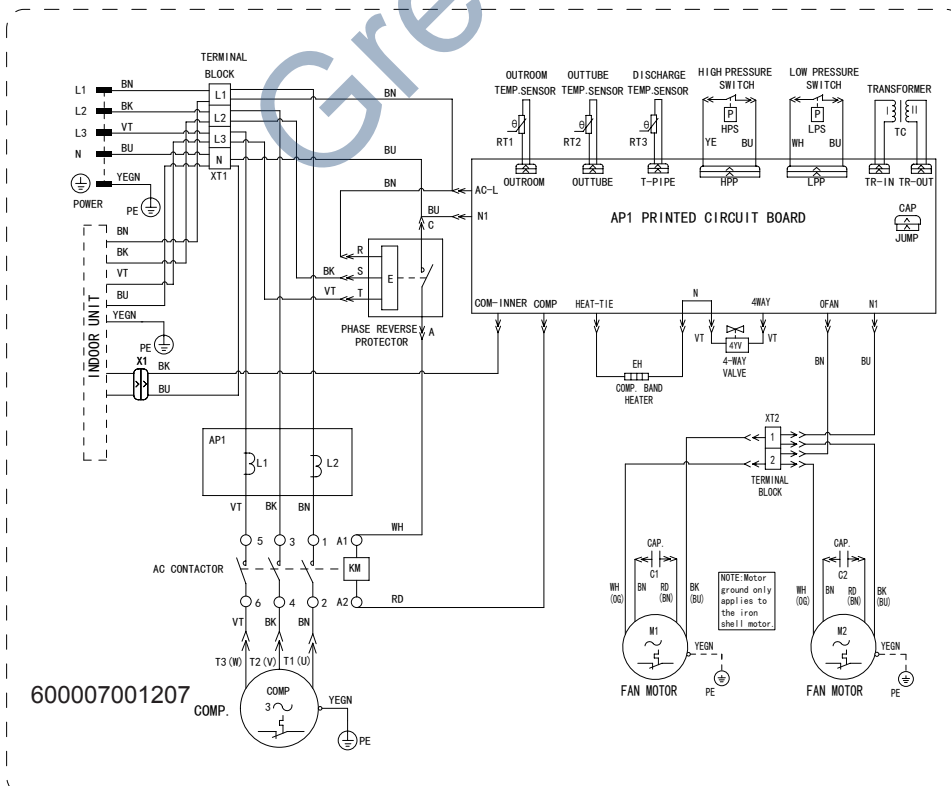 Gre
TERMINAL
BLOCK
L1 BN
L2 BK
L3 VT
N BU
YEGN
POWER
PE
L1
L2
L3
N
XT1
BN
BU
BN
BK
VT
R
S
T
E
BU
C
A
PHASE REVERSE
PROTECTOR
OUTROOM
TEMP.SENSOR
θ
RT1
OUTROOM
OUTTUBE
TEMP.SENSOR
θ
RT2
OUTTUBE
DISCHARGE
TEMP.SENSOR
θ
RT3
T-PIPE
HIGH PRESSURE
SWITCH
P
HPS
YE BU
HPP
LOW PRESSURE
SWITCH
P
LPS
WH BU
LPP
TRANSFORMER
I II
TC
TR-IN TR-OUT
AC-L
N1
AP1 PRINTED CIRCUIT BOARD
CAP
JUMP
COM-INNER COMP HEAT-TIE N 4WAY OFAN N1
INDOOR UNIT
BN
BK
VT
BU
YEGN
PE
X1
BK
BU
VT VT
4YV
4-WAY
VALVE
EH
COMP. BAND
HEATER
BN BU
XT2
1
2
TERMINAL
BLOCK
AP1
L1 L2
VT BK BN
WH
5 3 1 A1
AC CONTACTOR
KM
6 4 2 A2
RD
VT BK BN
T3(W) T2(V) T1(U)
COMP
3
COMP.
YEGN
PE
600007001207
CAP.
C1
WH
(OG)
BN
RD
(BN)
BK
(BU)
M1
YEGN
PE
FAN MOTOR
NOTE:Motor
ground only
applies to
the iron
shell motor.
CAP.
C2
WH
(OG)
BN
RD
(BN)
BK
(BU)
M2
YEGN
PE
FAN MOTOR